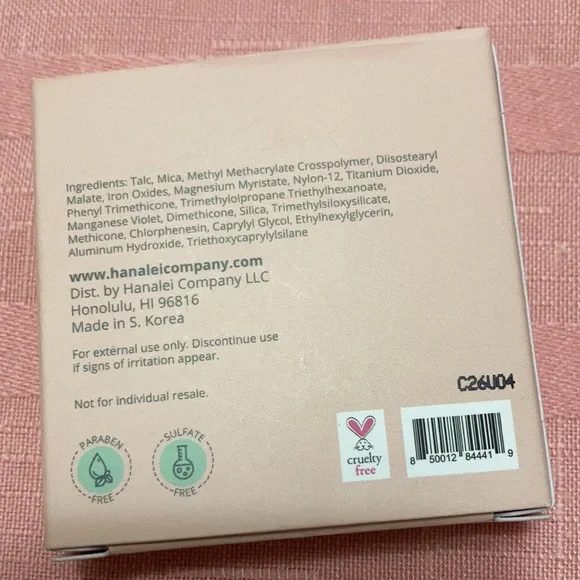 Ingredients: Talc, Mica, Methyl Methacrylate Crosspolymer, Diisostearyl
Malate, Iron Oxides, Magnesium Myristate, Nylon-12, Titanium Dioxide,
Phenyl Trimethicone, Trimethylolpropane Triethylhexanoate,
Manganese Violet, Dimethicone, Silica, Trimethylsiloxysilicate,
Methicone, Chlorphenesin, Caprylyl Glycol, Ethylhexylglycerin,
Aluminum Hydroxide, Triethoxycaprylylsilane
www.hanaleicompany.com
Dist. by Hanalei Company LLC
Honolulu, HI 96816
Made in S. Korea
For external use only. Discontinue use
if signs of irritation appear.
Not for individual resale.
C26U04
PARABEN
FREE
SULFATE
FREE
cruelty
free
8 50012 84441 9